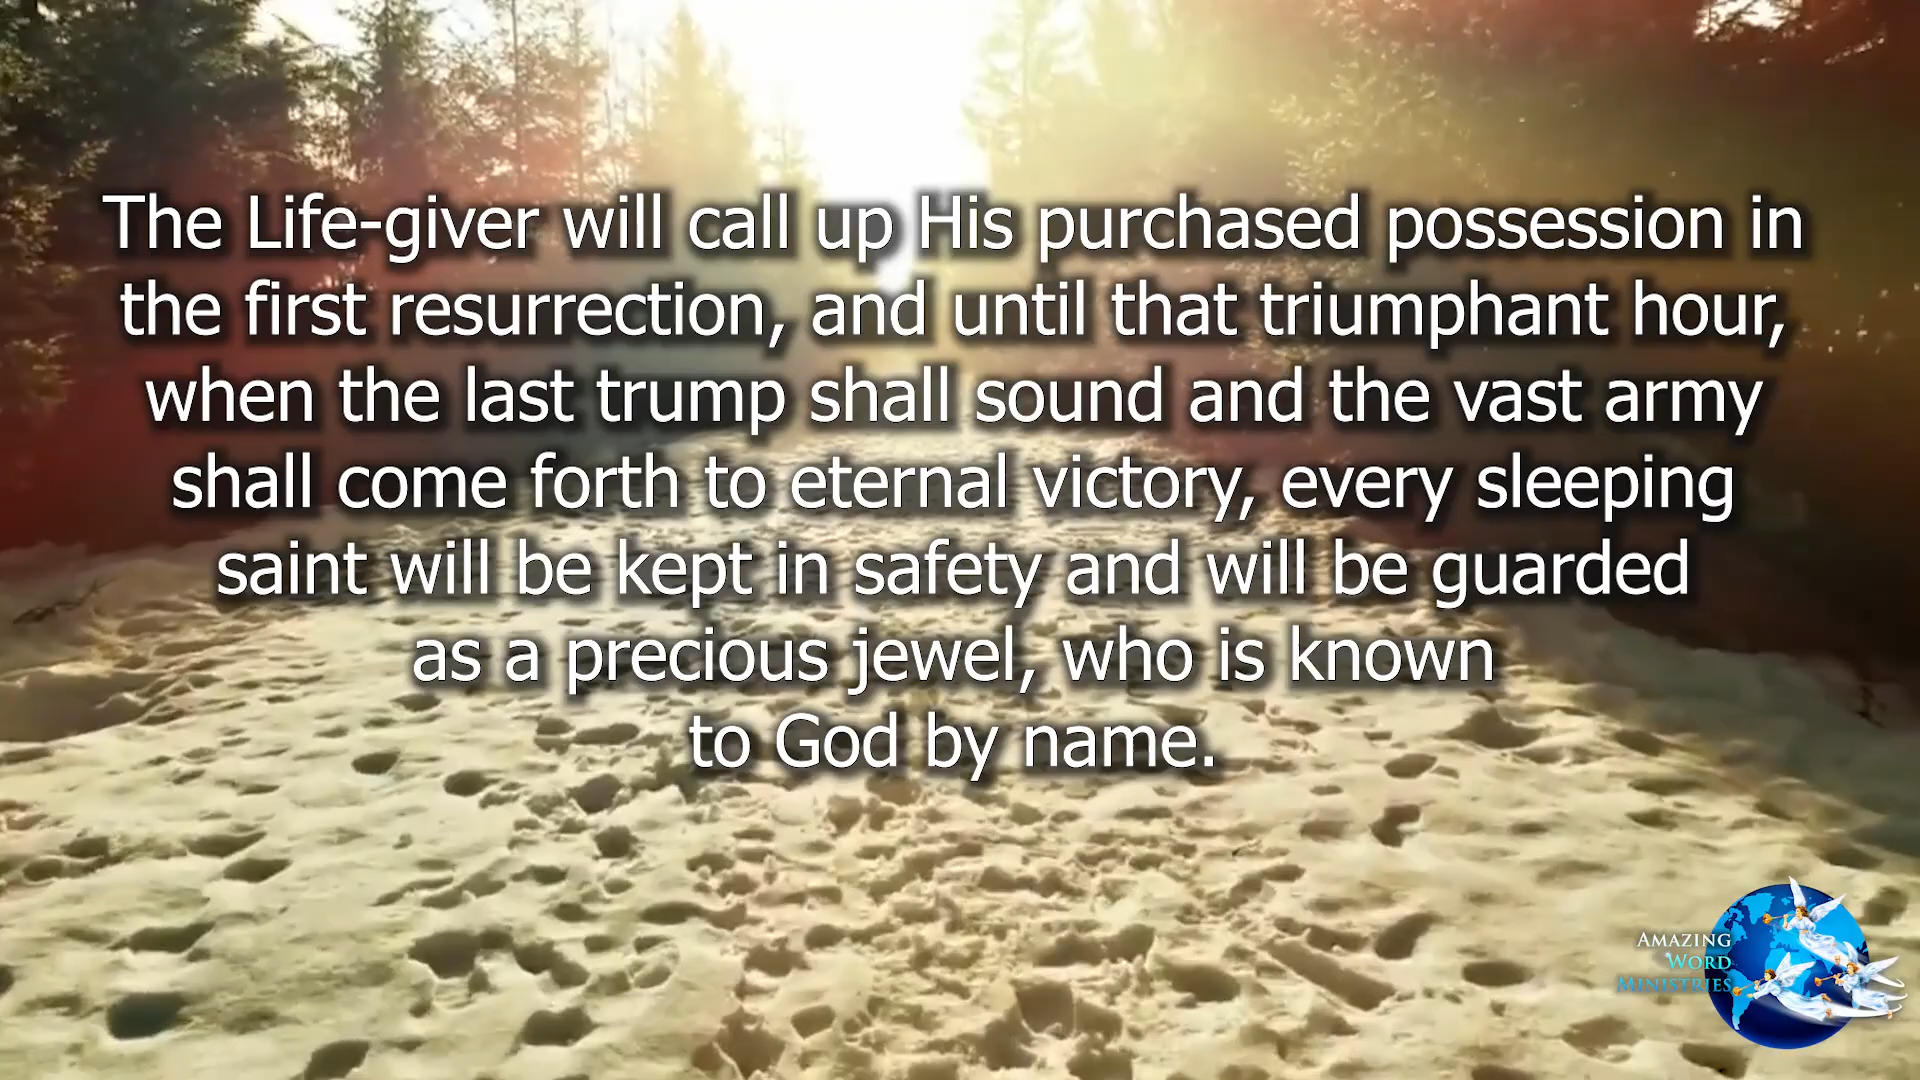 The Life-giver will call up His purchased possession in
the first resurrection, and until that triumphant hour,
when the last trump shall sound and the vast army
shall come forth to eternal victory, every sleeping
saint will be kept in safety and will be guarded
as a precious jewel, who is known
to God by name.
Amazing
Word
Ministries